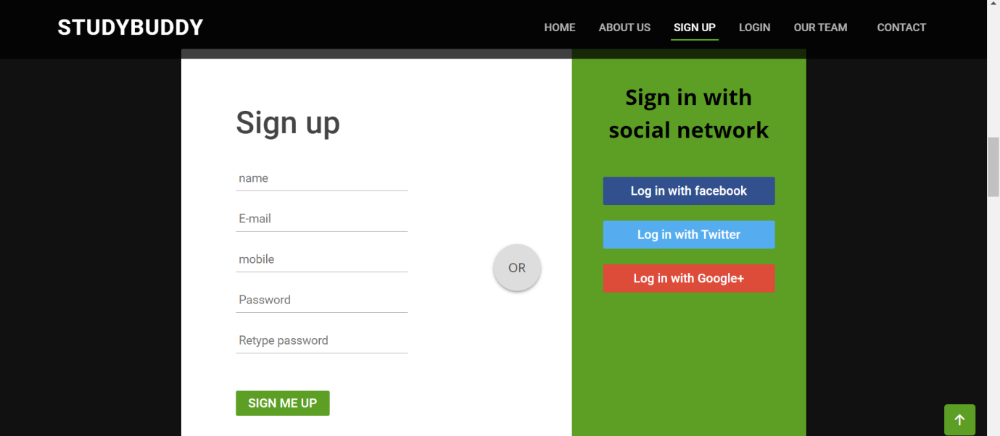 STUDYBUDDY
HOME ABOUT US SIGN UP LOGIN OUR TEAM CONTACT
Sign up
name
E-mail
mobile
Password
Retype password
SIGN ME UP
OR
Sign in with
social network
Log in with facebook
Log in with Twitter
Log in with Google+